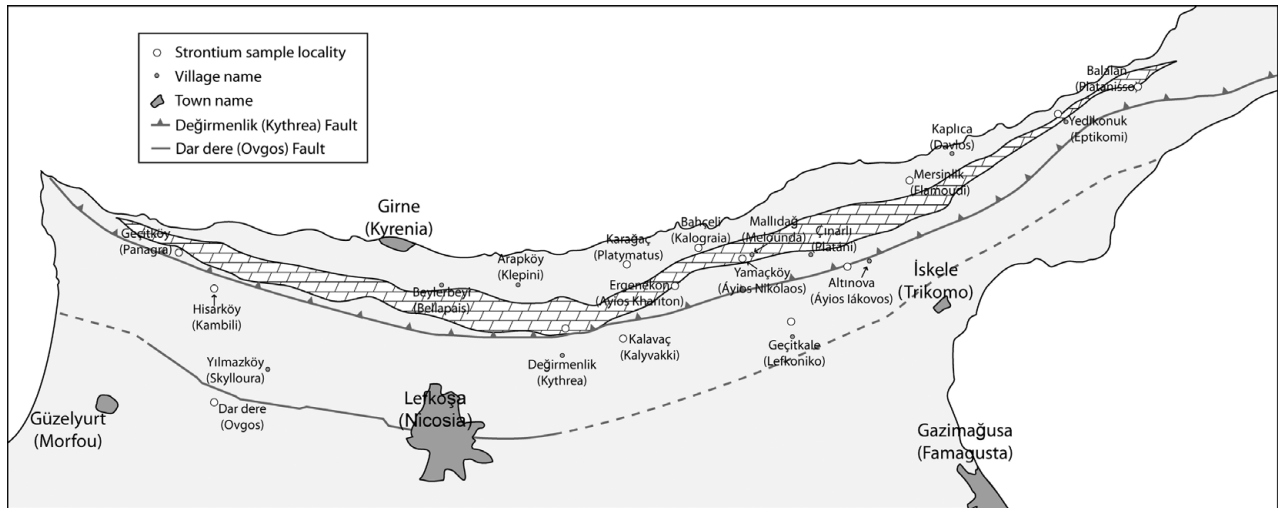 Strontium sample locality
Village name
Town name
Değirmenlik (Kythrea) Fault
Dar dere (Ovgos) Fault
Balalan
(Platanisso)
Yedikonuk
(Eptikomi)
Kaplıca
(Davlos)
Mersinlik
(Flamoudi)
Girne
(Kyrenia)
Bahçeli
(Kalograia)
Mallıdağ
(Melounda)
Çınarlı
(Platani)
Geçitköy
(Panagra)
Karağaç
(Platymatus)
Arapköy
(Klepini)
Yamaçköy
(Áyios Nikolaos)
Altınova
(Áyios Iákovos)
İskele
(Trikomo)
Beylerbeyi
(Bellapais)
Ergenekon
(Ayios Khariton)
Hisarköy
(Kambili)
Kalavaç
(Kalyvakki)
Geçitkale
(Lefkoniko)
Değirmenlik
(Kythrea)
Yılmazköy
(Skylloura)
Lefkoşa
(Nicosia)
Dar dere
(Ovgos)
Güzelyurt
(Morfou)
Gazimağusa
(Famagusta)